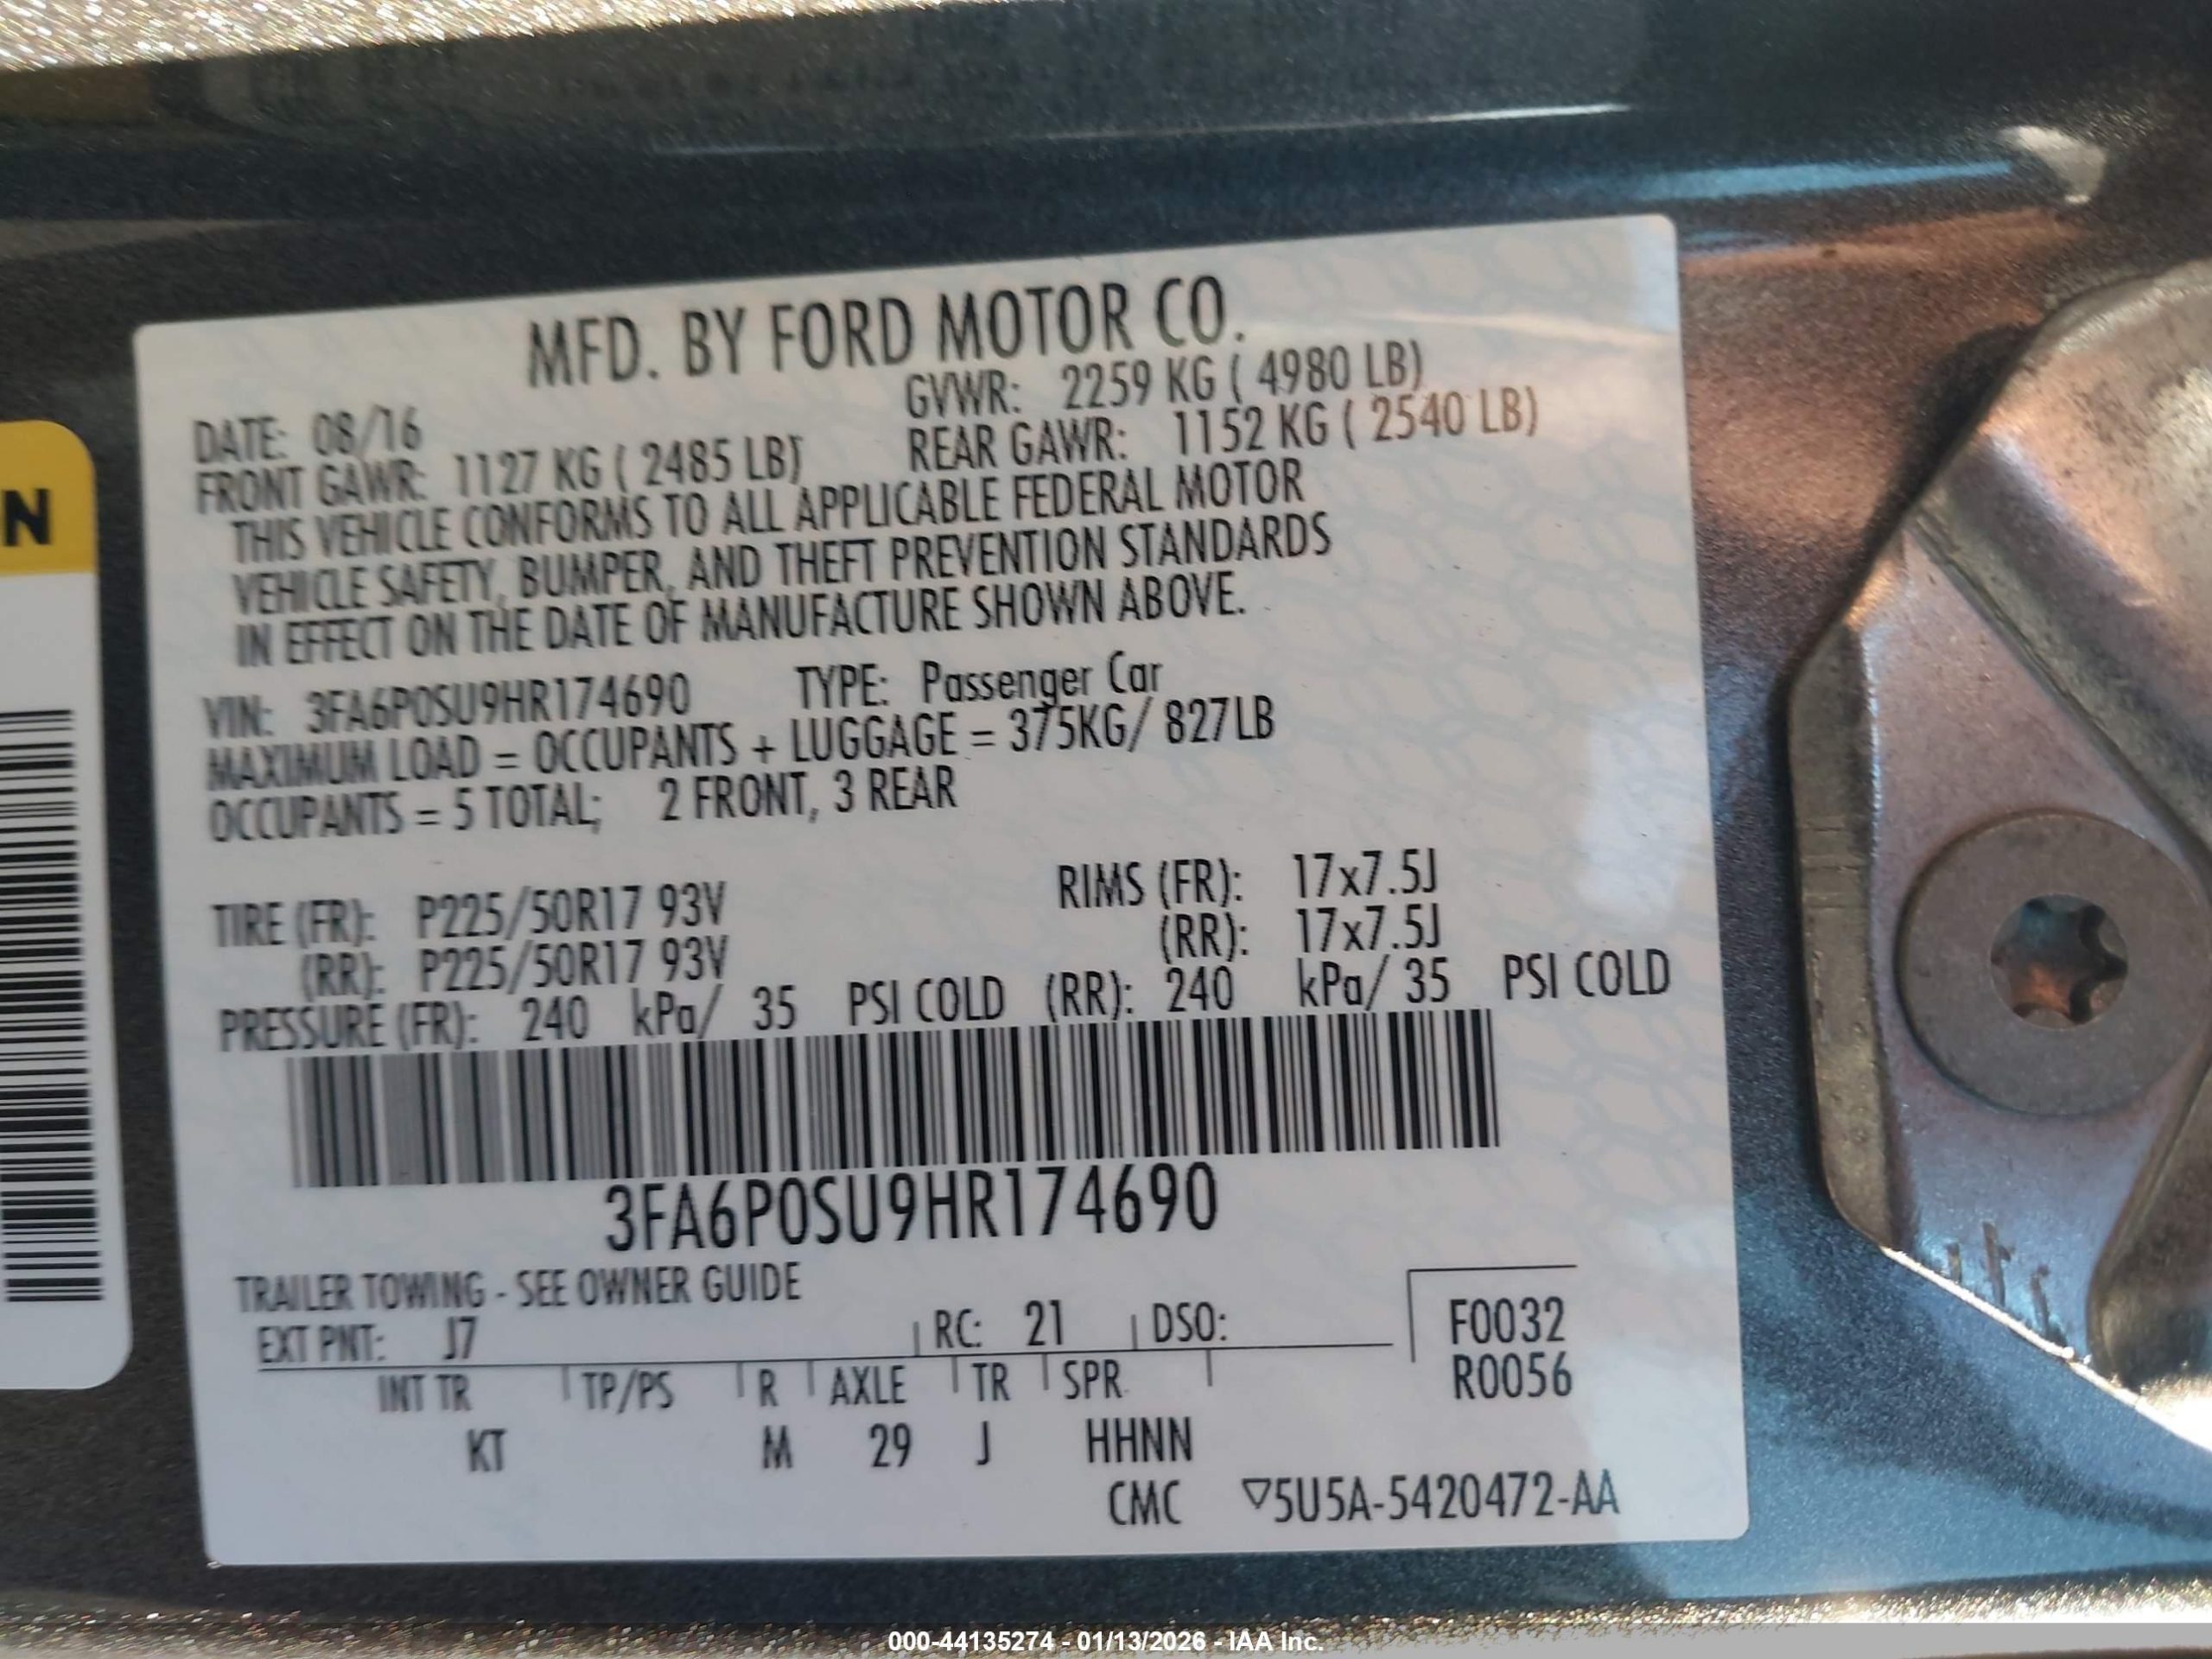 MFD. BY FORD MOTOR CO.
DATE: 08/16 GVWR: 2259 KG ( 4980 LB)
FRONT GAWR: 1127 KG ( 2485 LB) REAR GAWR: 1152 KG ( 2540 LB)
THIS VEHICLE CONFORMS TO ALL APPLICABLE FEDERAL MOTOR
VEHICLE SAFETY, BUMPER, AND THEFT PREVENTION STANDARDS
IN EFFECT ON THE DATE OF MANUFACTURE SHOWN ABOVE.
VIN: 3FA6P0SU9HR174690 TYPE: Passenger Car
MAXIMUM LOAD = OCCUPANTS + LUGGAGE = 375KG/ 827LB
OCCUPANTS = 5 TOTAL; 2 FRONT, 3 REAR
TIRE (FR): P225/50R17 93V RIMS (FR): 17x7.5J
(RR): P225/50R17 93V (RR): 17x7.5J
PRESSURE (FR): 240 kPa/ 35 PSI COLD (RR): 240 kPa/ 35 PSI COLD
3FA6P0SU9HR174690
TRAILER TOWING - SEE OWNER GUIDE
EXT PNT: J7 RC: 21 DSO: F0032
R0056
INT TR TP/PS R AXLE TR SPR
KT M 29 J HHNN
CMC ▽5U5A-5420472-AA
N
000-44135274 - 01/13/2026 - IAA Inc.